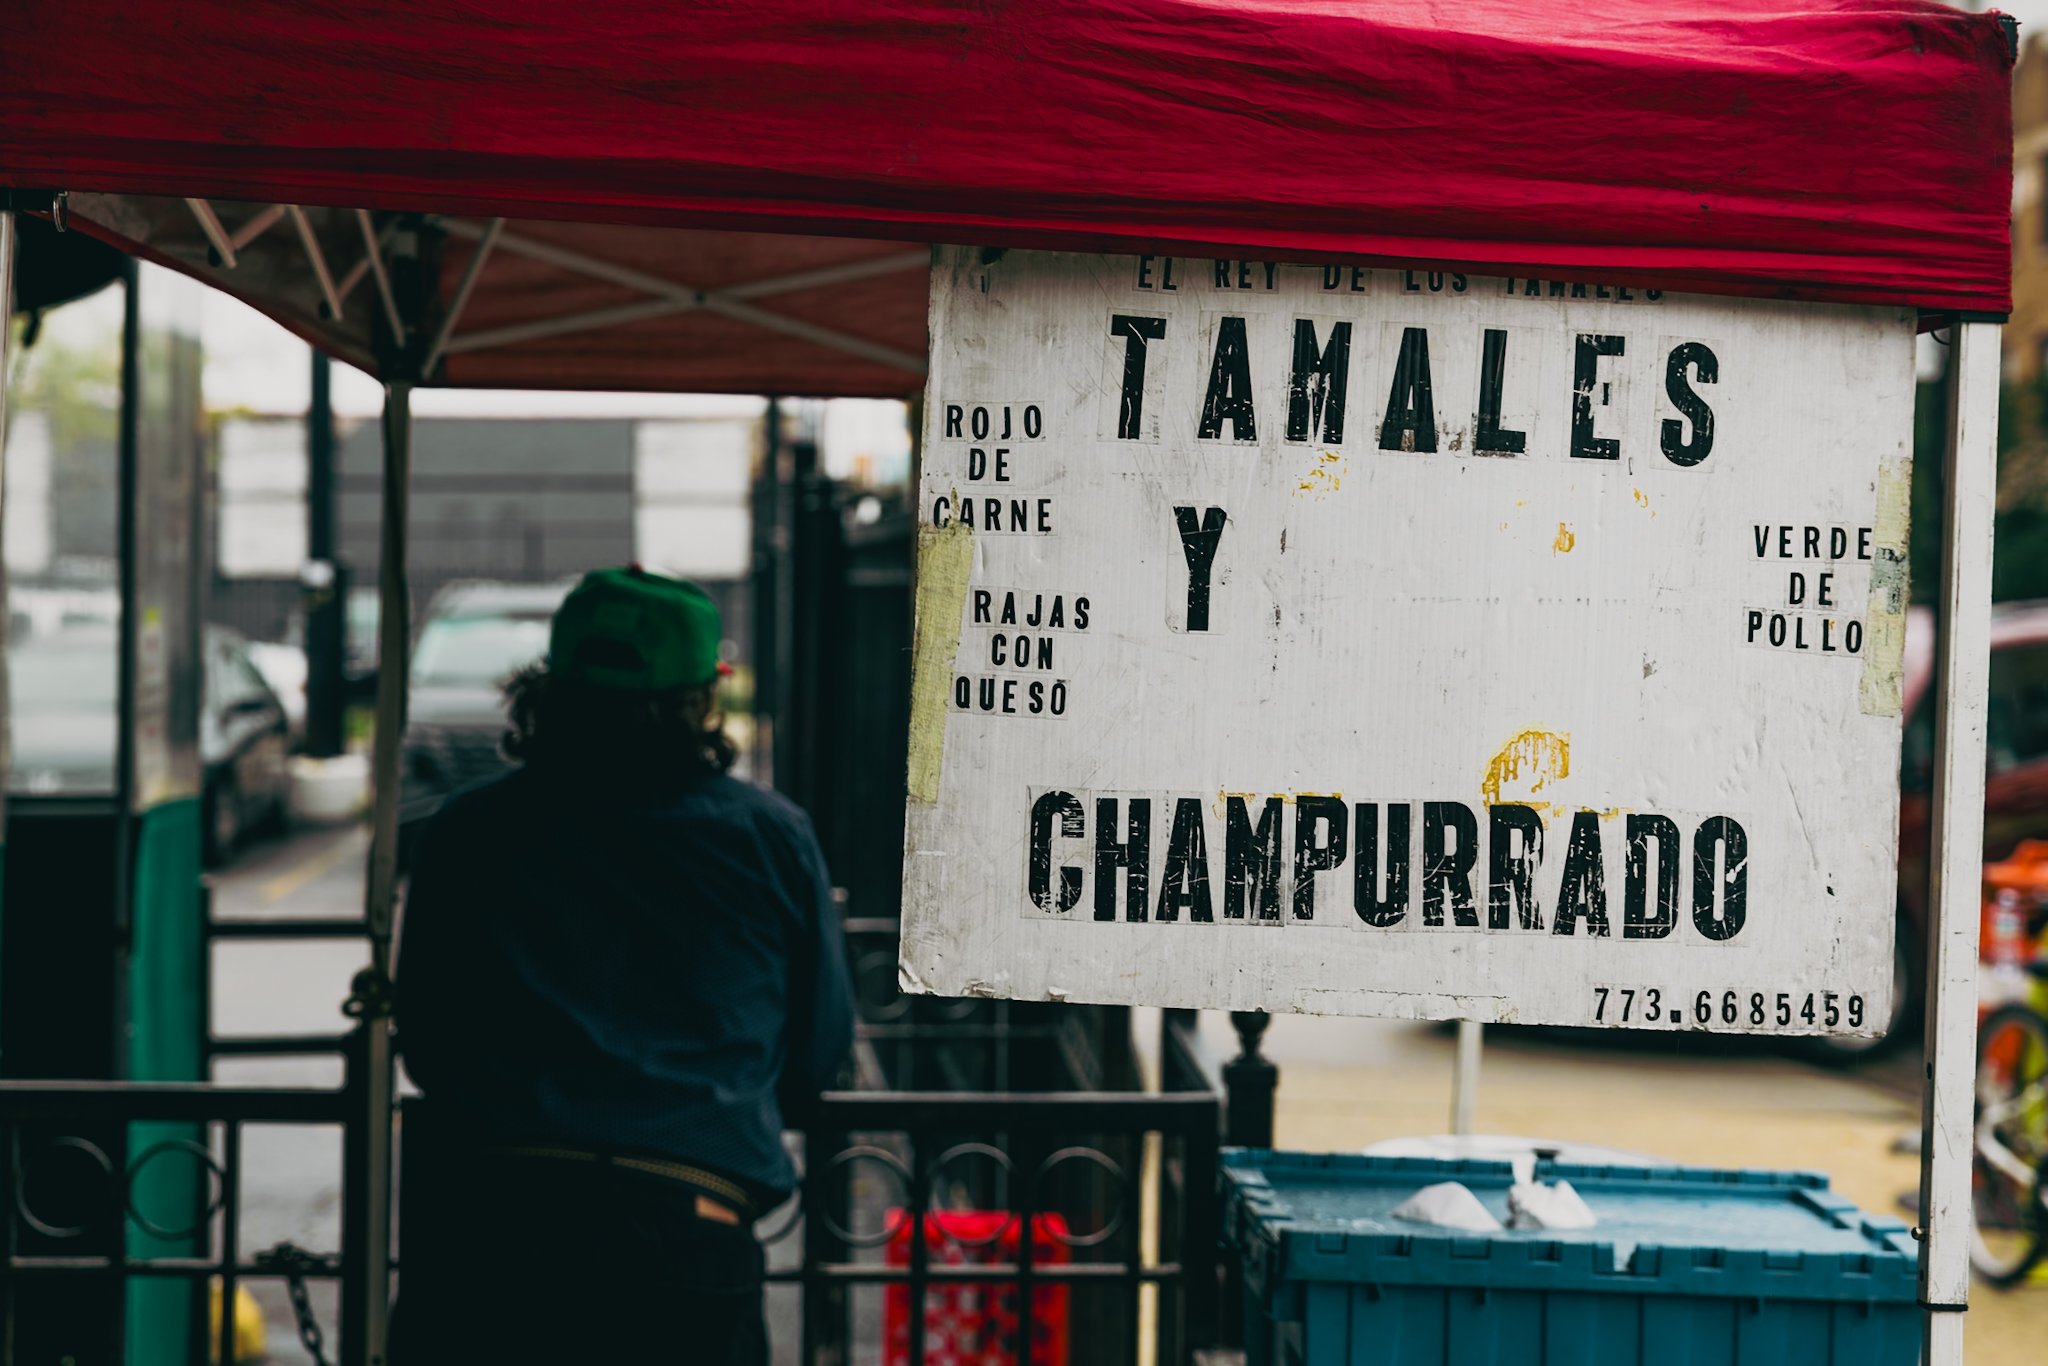 EL REY DE LOS TAMALES
TAMALES
Y
CHAMPURRADO
ROJO
DE
CARNE
RAJAS
CON
QUESO
VERDE
DE
POLLO
773.6685459